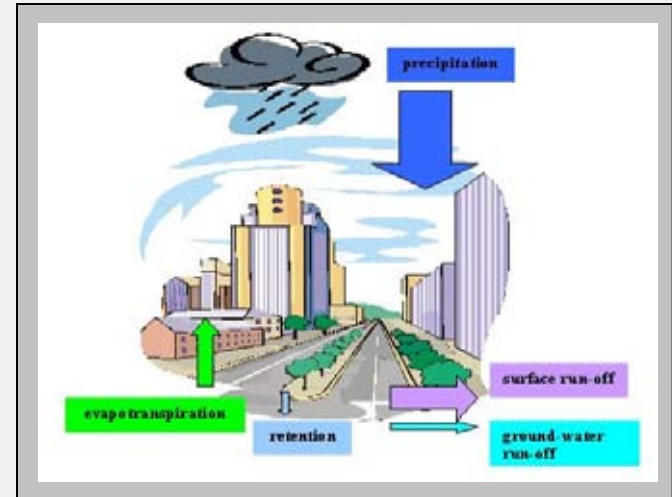 precipitation
surface run-off
evapotranspiration
retention
ground-water
run-off